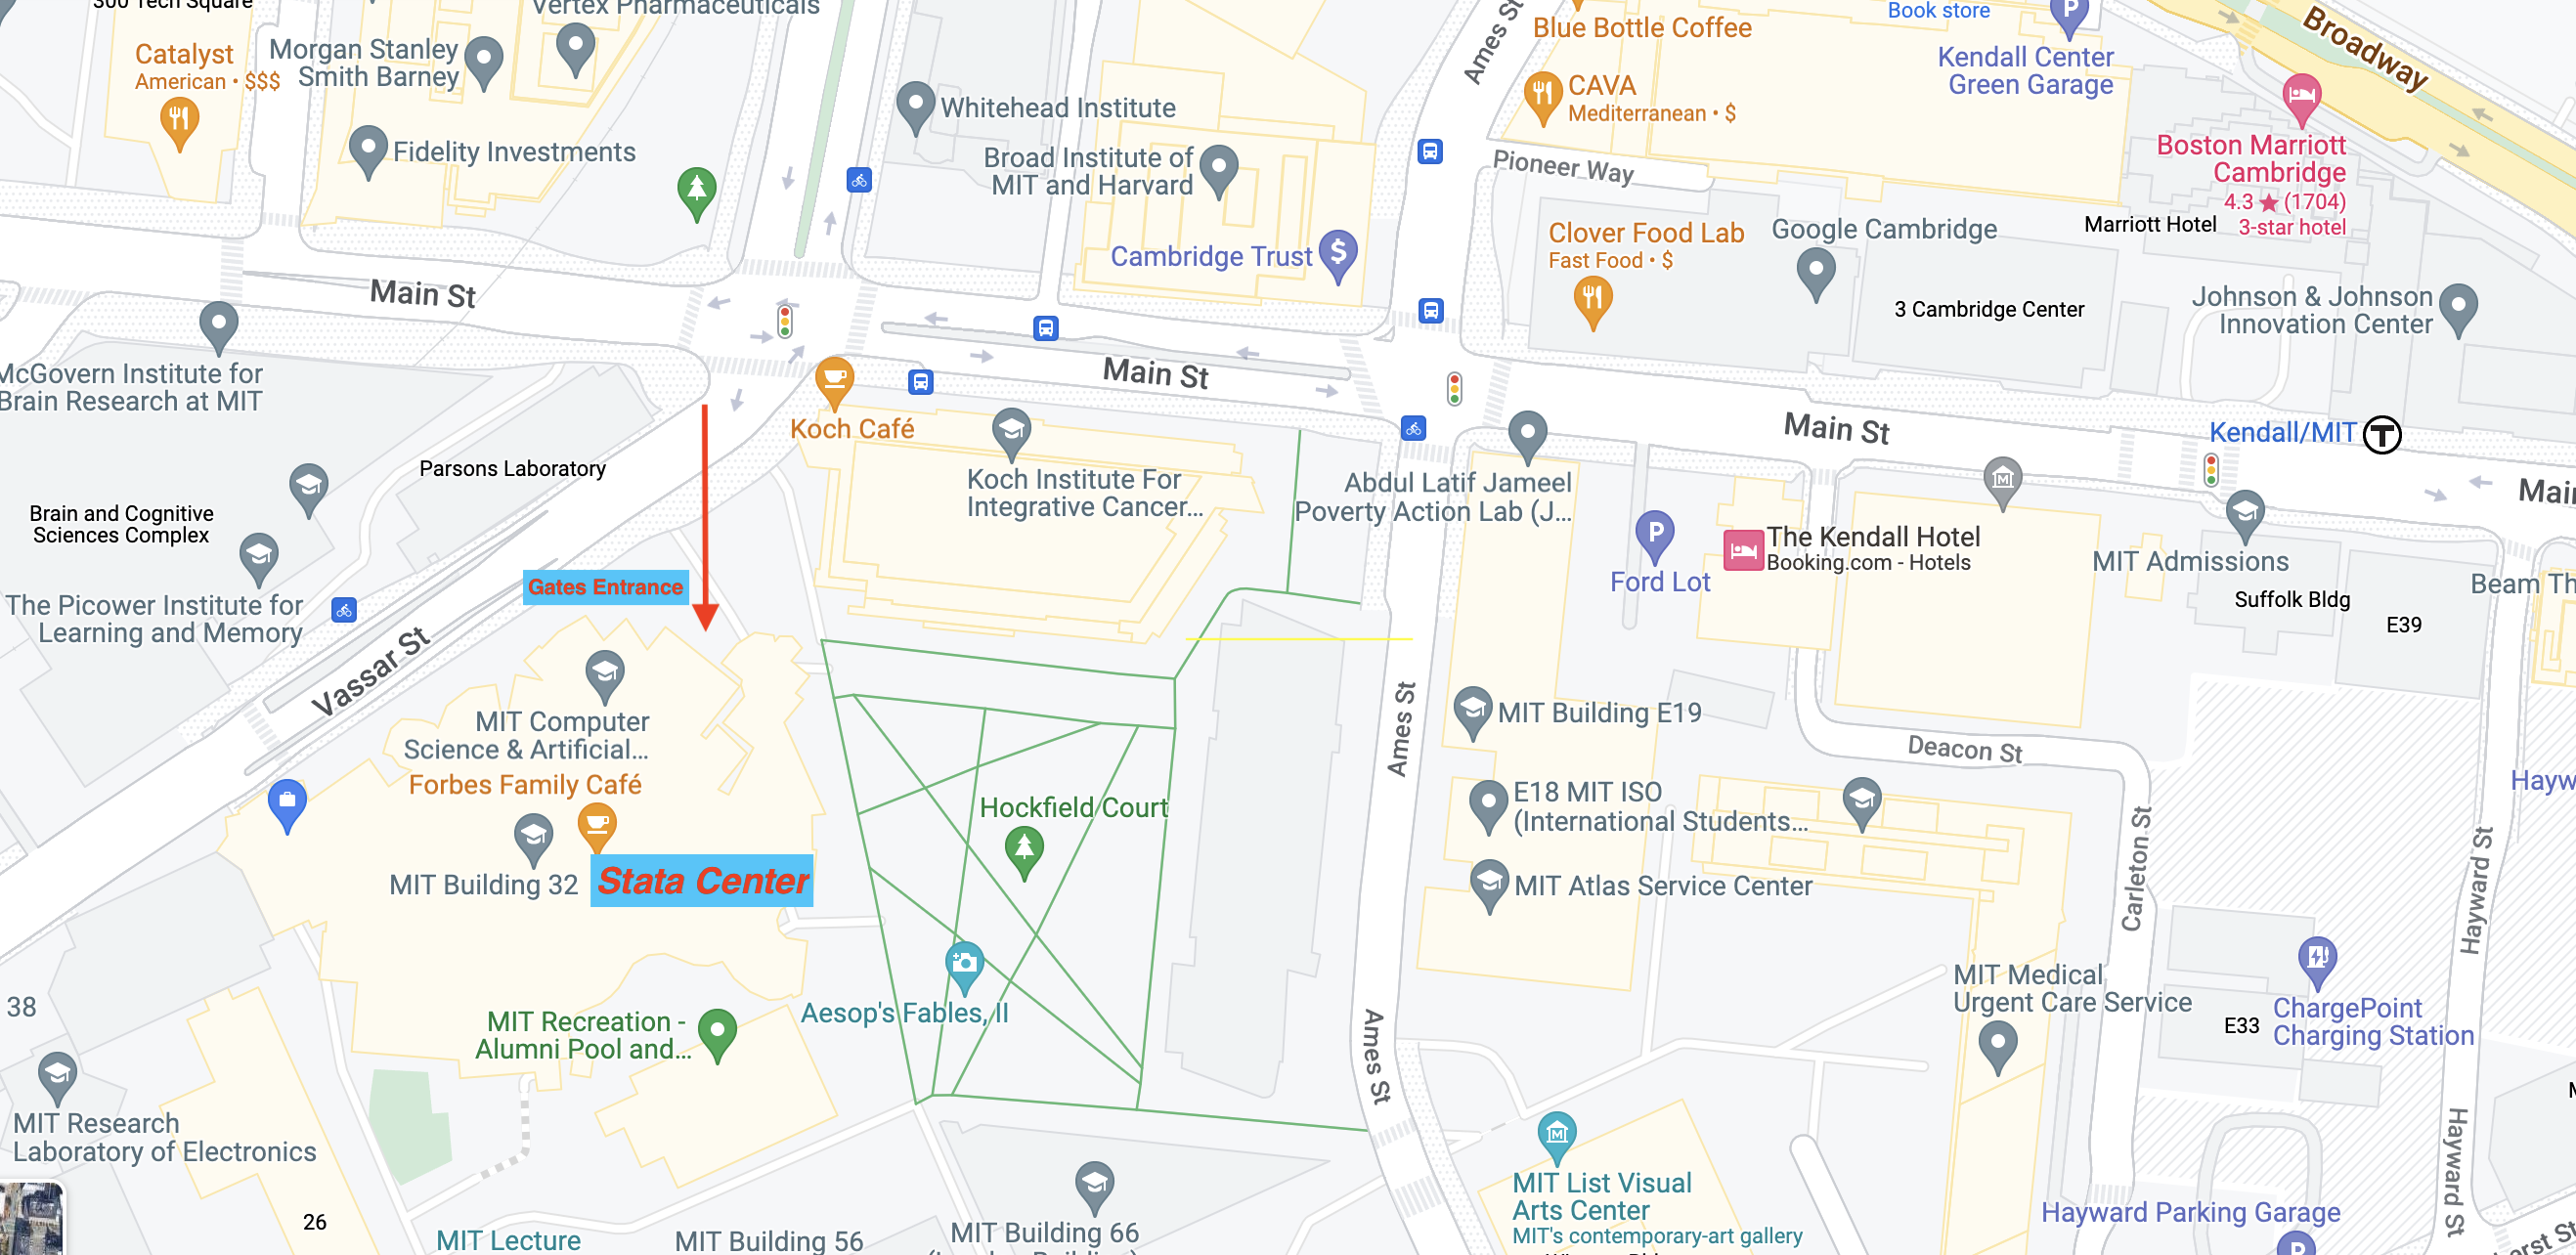 300 Tech Square
Vertex Pharmaceuticals
Catalyst
American • $$$
Morgan Stanley
Smith Barney
Fidelity Investments
Whitehead Institute
Broad Institute of
MIT and Harvard
Cambridge Trust
Ames St
Blue Bottle Coffee
CAVA
Mediterranean • $
Book store
Kendall Center
Green Garage
Broadway
Boston Marriott
Cambridge
4.3 ★ (1704)
3-star hotel
Marriott Hotel
Pioneer Way
Clover Food Lab
Fast Food • $
Google Cambridge
3 Cambridge Center
Johnson & Johnson
Innovation Center
Main St
Main St
Main St
Main
Kendall/MIT
T
McGovern Institute for
Brain Research at MIT
Parsons Laboratory
Brain and Cognitive
Sciences Complex
The Picower Institute for
Learning and Memory
Vassar St
Koch Café
Koch Institute For
Integrative Cancer...
Abdul Latif Jameel
Poverty Action Lab (J...
Ford Lot
The Kendall Hotel
Booking.com - Hotels
MIT Admissions
Suffolk Bldg
E39
Beam Th
Gates Entrance
MIT Computer
Science & Artificial...
Forbes Family Café
MIT Building 32
Stata Center
Hockfield Court
Aesop's Fables, II
MIT Recreation -
Alumni Pool and...
Ames St
Ames St
MIT Building E19
E18 MIT ISO
(International Students...
MIT Atlas Service Center
Deacon St
Carleton St
Hayward St
Hayward St
Hayw
MIT Medical
Urgent Care Service
E33
ChargePoint
Charging Station
38
MIT Research
Laboratory of Electronics
26
MIT Lecture
MIT Building 56
MIT Building 66
MIT List Visual
Arts Center
MIT's contemporary-art gallery
Hayward Parking Garage